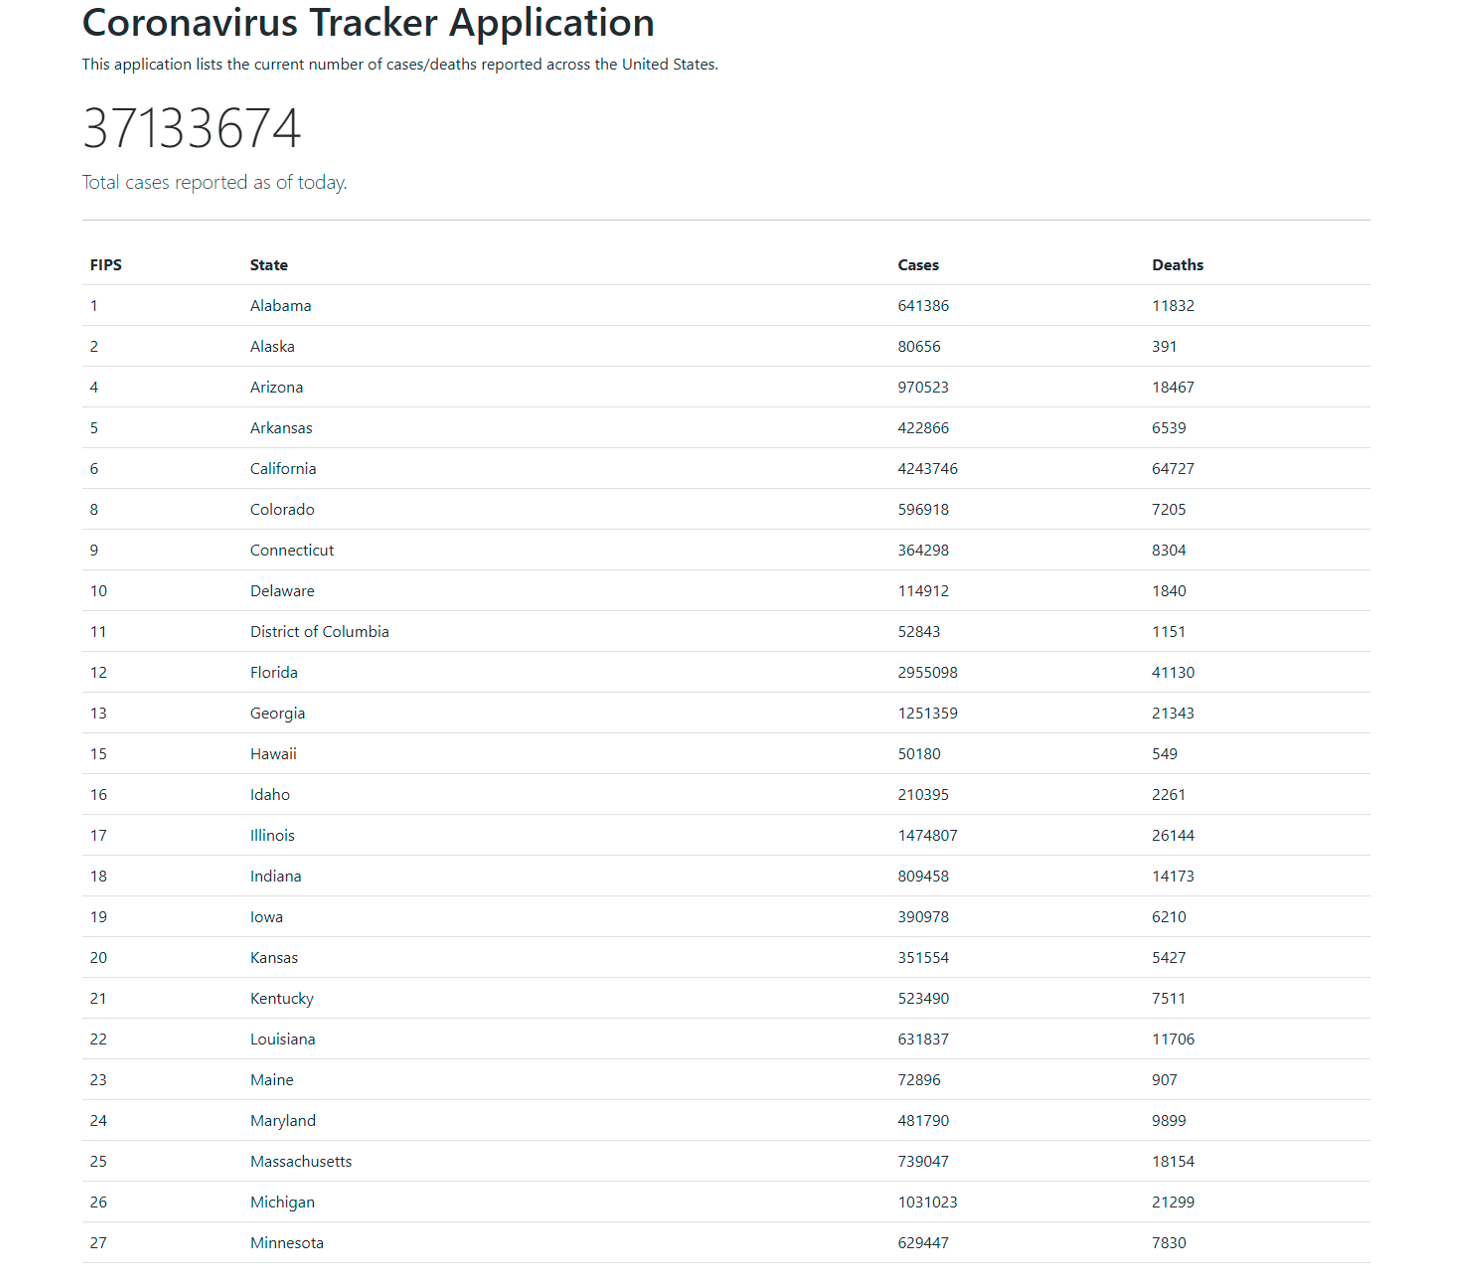 Coronavirus Tracker Application
This application lists the current number of cases/deaths reported across the United States.
37133674
Total cases reported as of today.
FIPS State Cases Deaths
1 Alabama 641386 11832
2 Alaska 80656 391
4 Arizona 970523 18467
5 Arkansas 422866 6539
6 California 4243746 64727
8 Colorado 596918 7205
9 Connecticut 364298 8304
10 Delaware 114912 1840
11 District of Columbia 52843 1151
12 Florida 2955098 41130
13 Georgia 1251359 21343
15 Hawaii 50180 549
16 Idaho 210395 2261
17 Illinois 1474807 26144
18 Indiana 809458 14173
19 Iowa 390978 6210
20 Kansas 351554 5427
21 Kentucky 523490 7511
22 Louisiana 631837 11706
23 Maine 72896 907
24 Maryland 481790 9899
25 Massachusetts 739047 18154
26 Michigan 1031023 21299
27 Minnesota 629447 7830